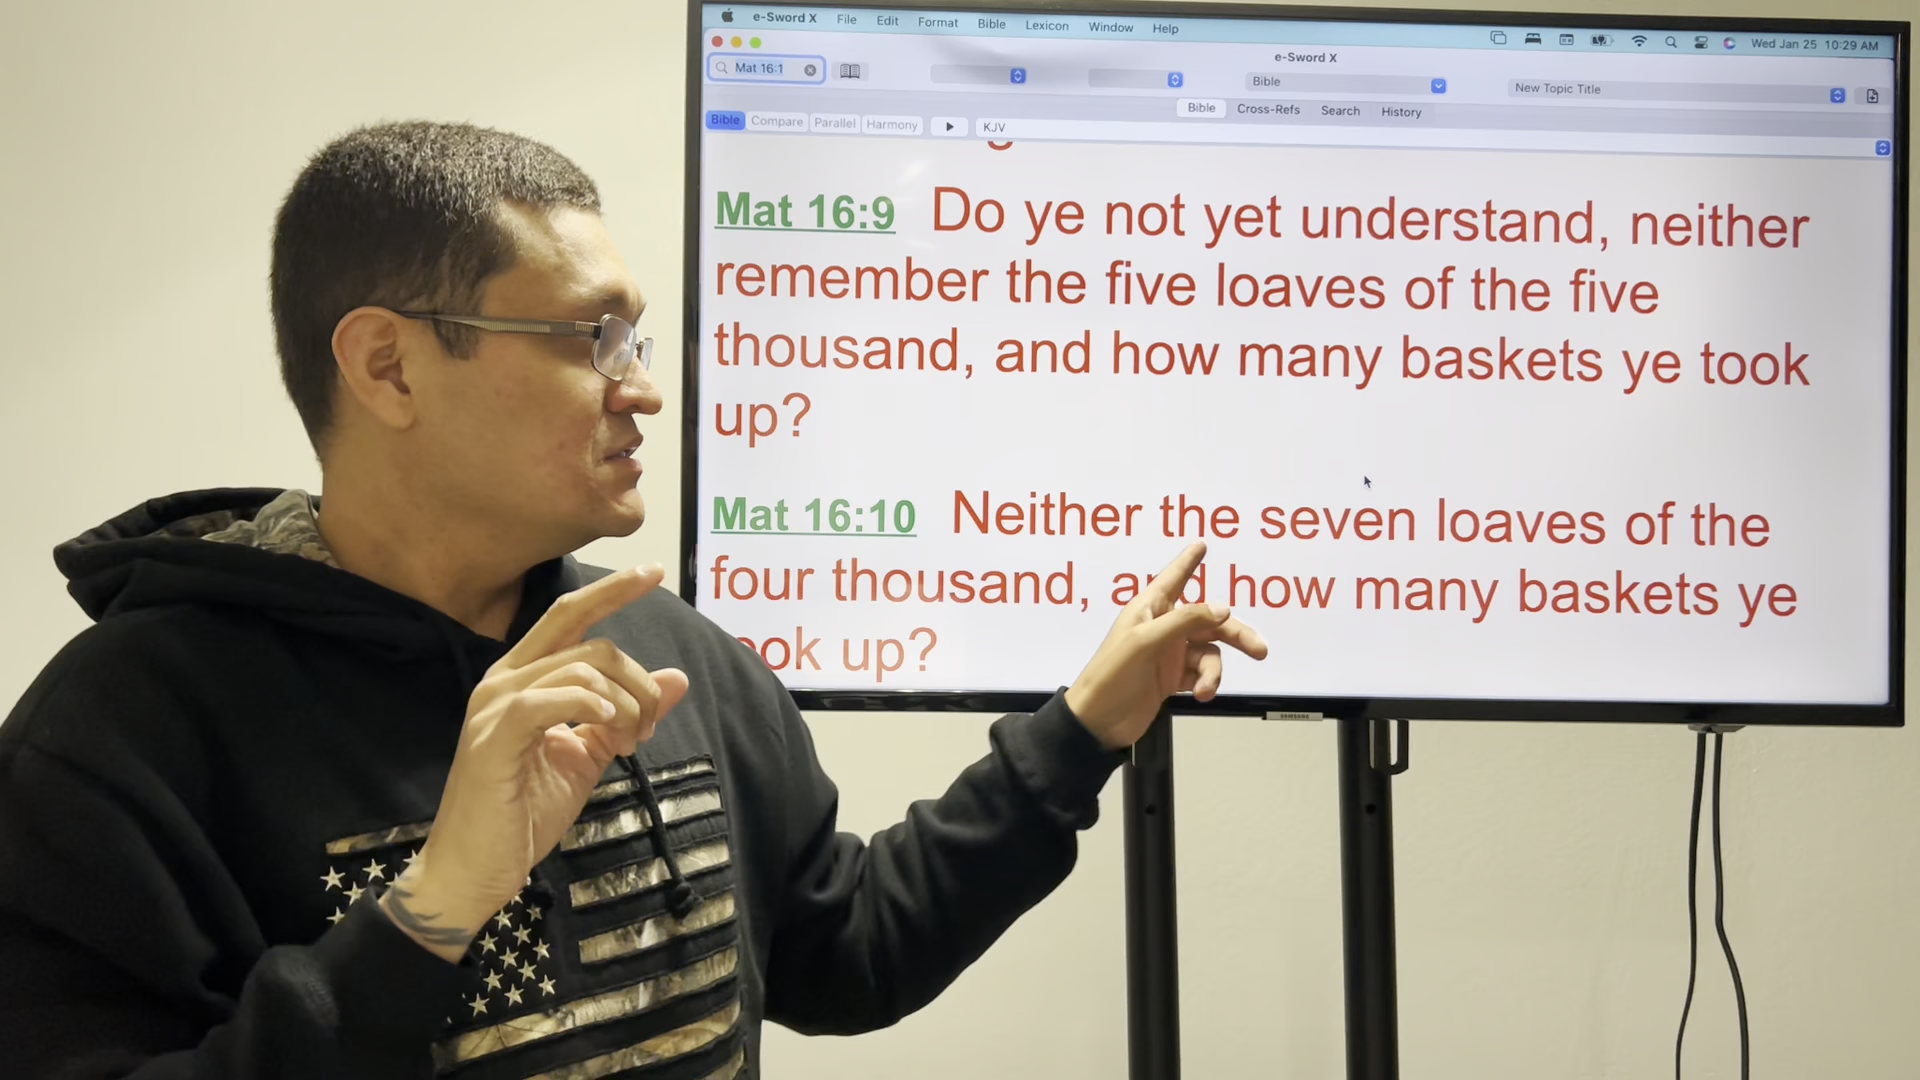 e-Sword X File Edit Format Bible Lexicon Window Help Wed Jan 25 10:29 AM
e-Sword X
Mat 16:1 Bible New Topic Title
Bible Cross-Refs Search History
Bible Compare Parallel Harmony KJV
Mat 16:9 Do ye not yet understand, neither
remember the five loaves of the five
thousand, and how many baskets ye took
up?
Mat 16:10 Neither the seven loaves of the
four thousand, and how many baskets ye
ook up?
SAMSUNG